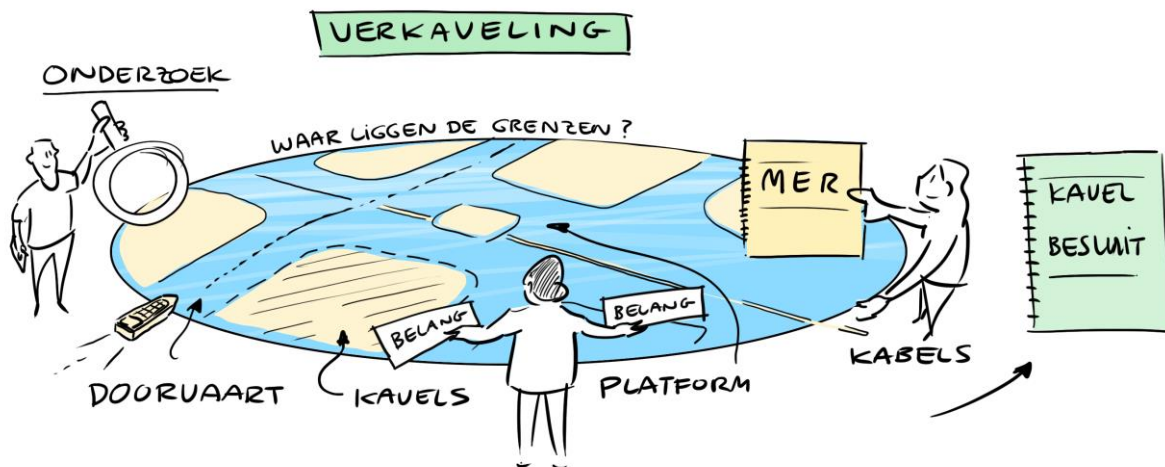 VERKAVELING
ONDERZOEK
WAAR LIGGEN DE GRENZEN?
MER
KAVEL
BESLUIT
BELANG
BELANG
DOORVAART
KAVELS
PLATFORM
KABELS